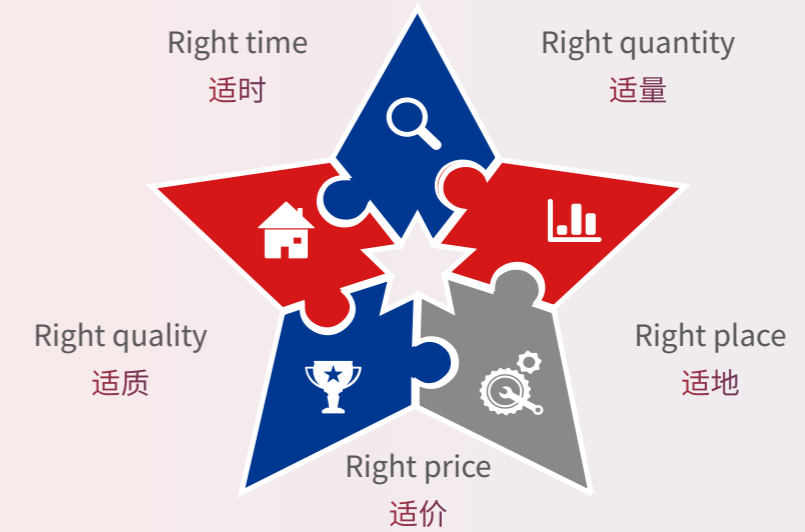 Right time
适时
Right quantity
适量
Right quality
适质
Right place
适地
Right price
适价